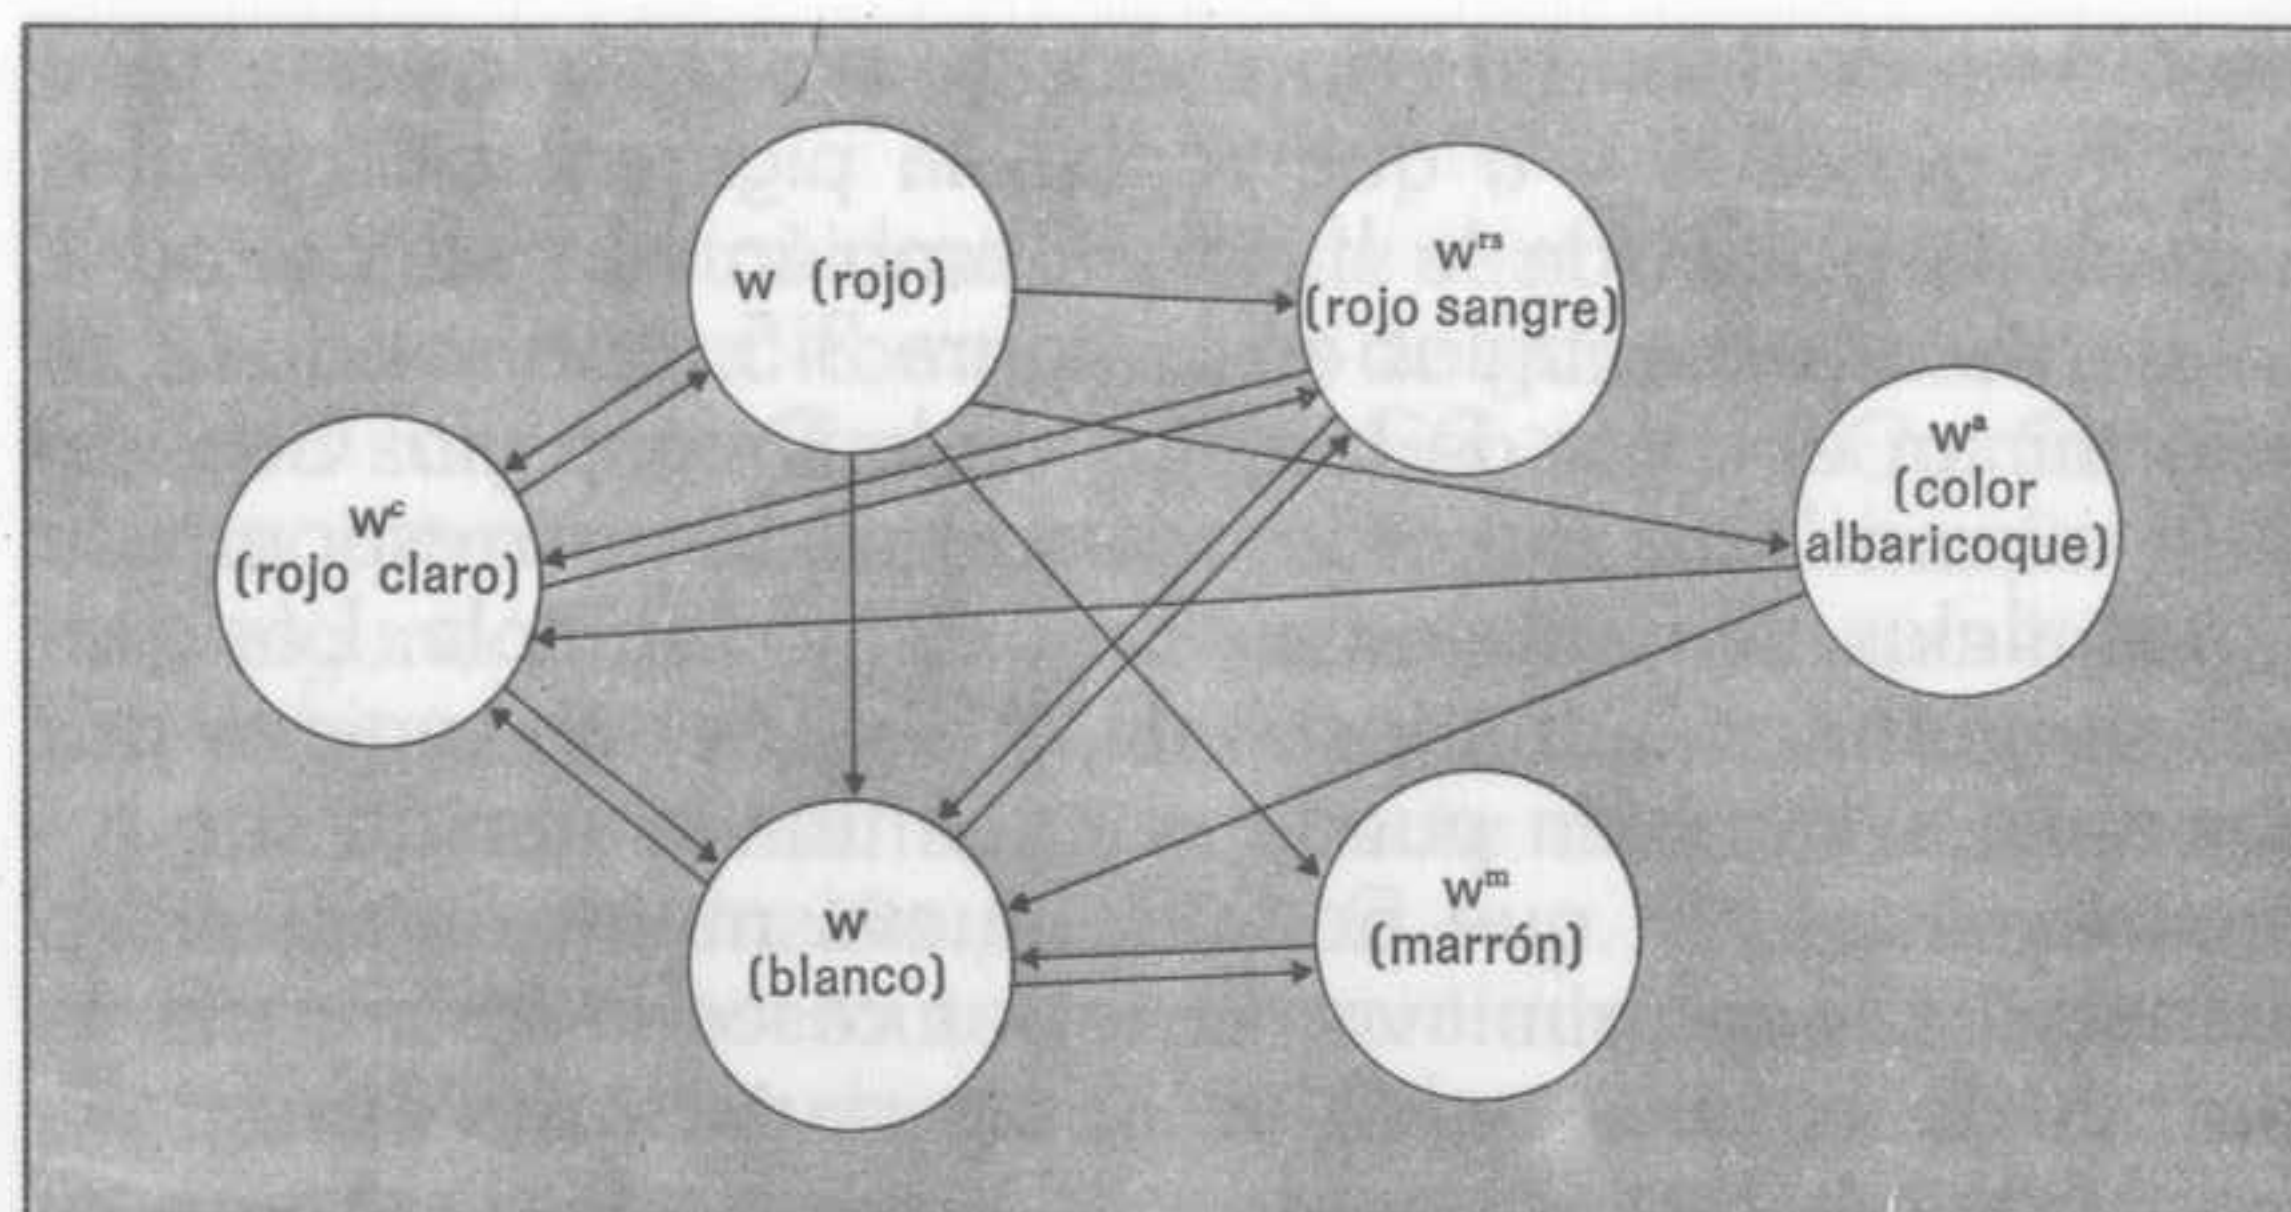 w (rojo)
w^rs
(rojo sangre)
w^a
(color
albaricoque)
w^c
(rojo claro)
w
(blanco)
w^m
(marrón)